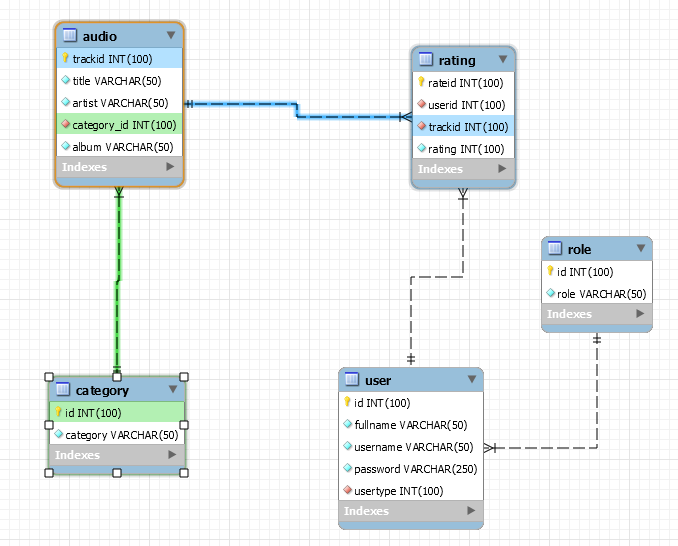 audio
trackid INT(100)
title VARCHAR(50)
artist VARCHAR(50)
category_id INT(100)
album VARCHAR(50)
Indexes
rating
rateid INT(100)
userid INT(100)
trackid INT(100)
rating INT(100)
Indexes
role
id INT(100)
role VARCHAR(50)
Indexes
category
id INT(100)
category VARCHAR(50)
Indexes
user
id INT(100)
fullname VARCHAR(50)
username VARCHAR(50)
password VARCHAR(250)
usertype INT(100)
Indexes